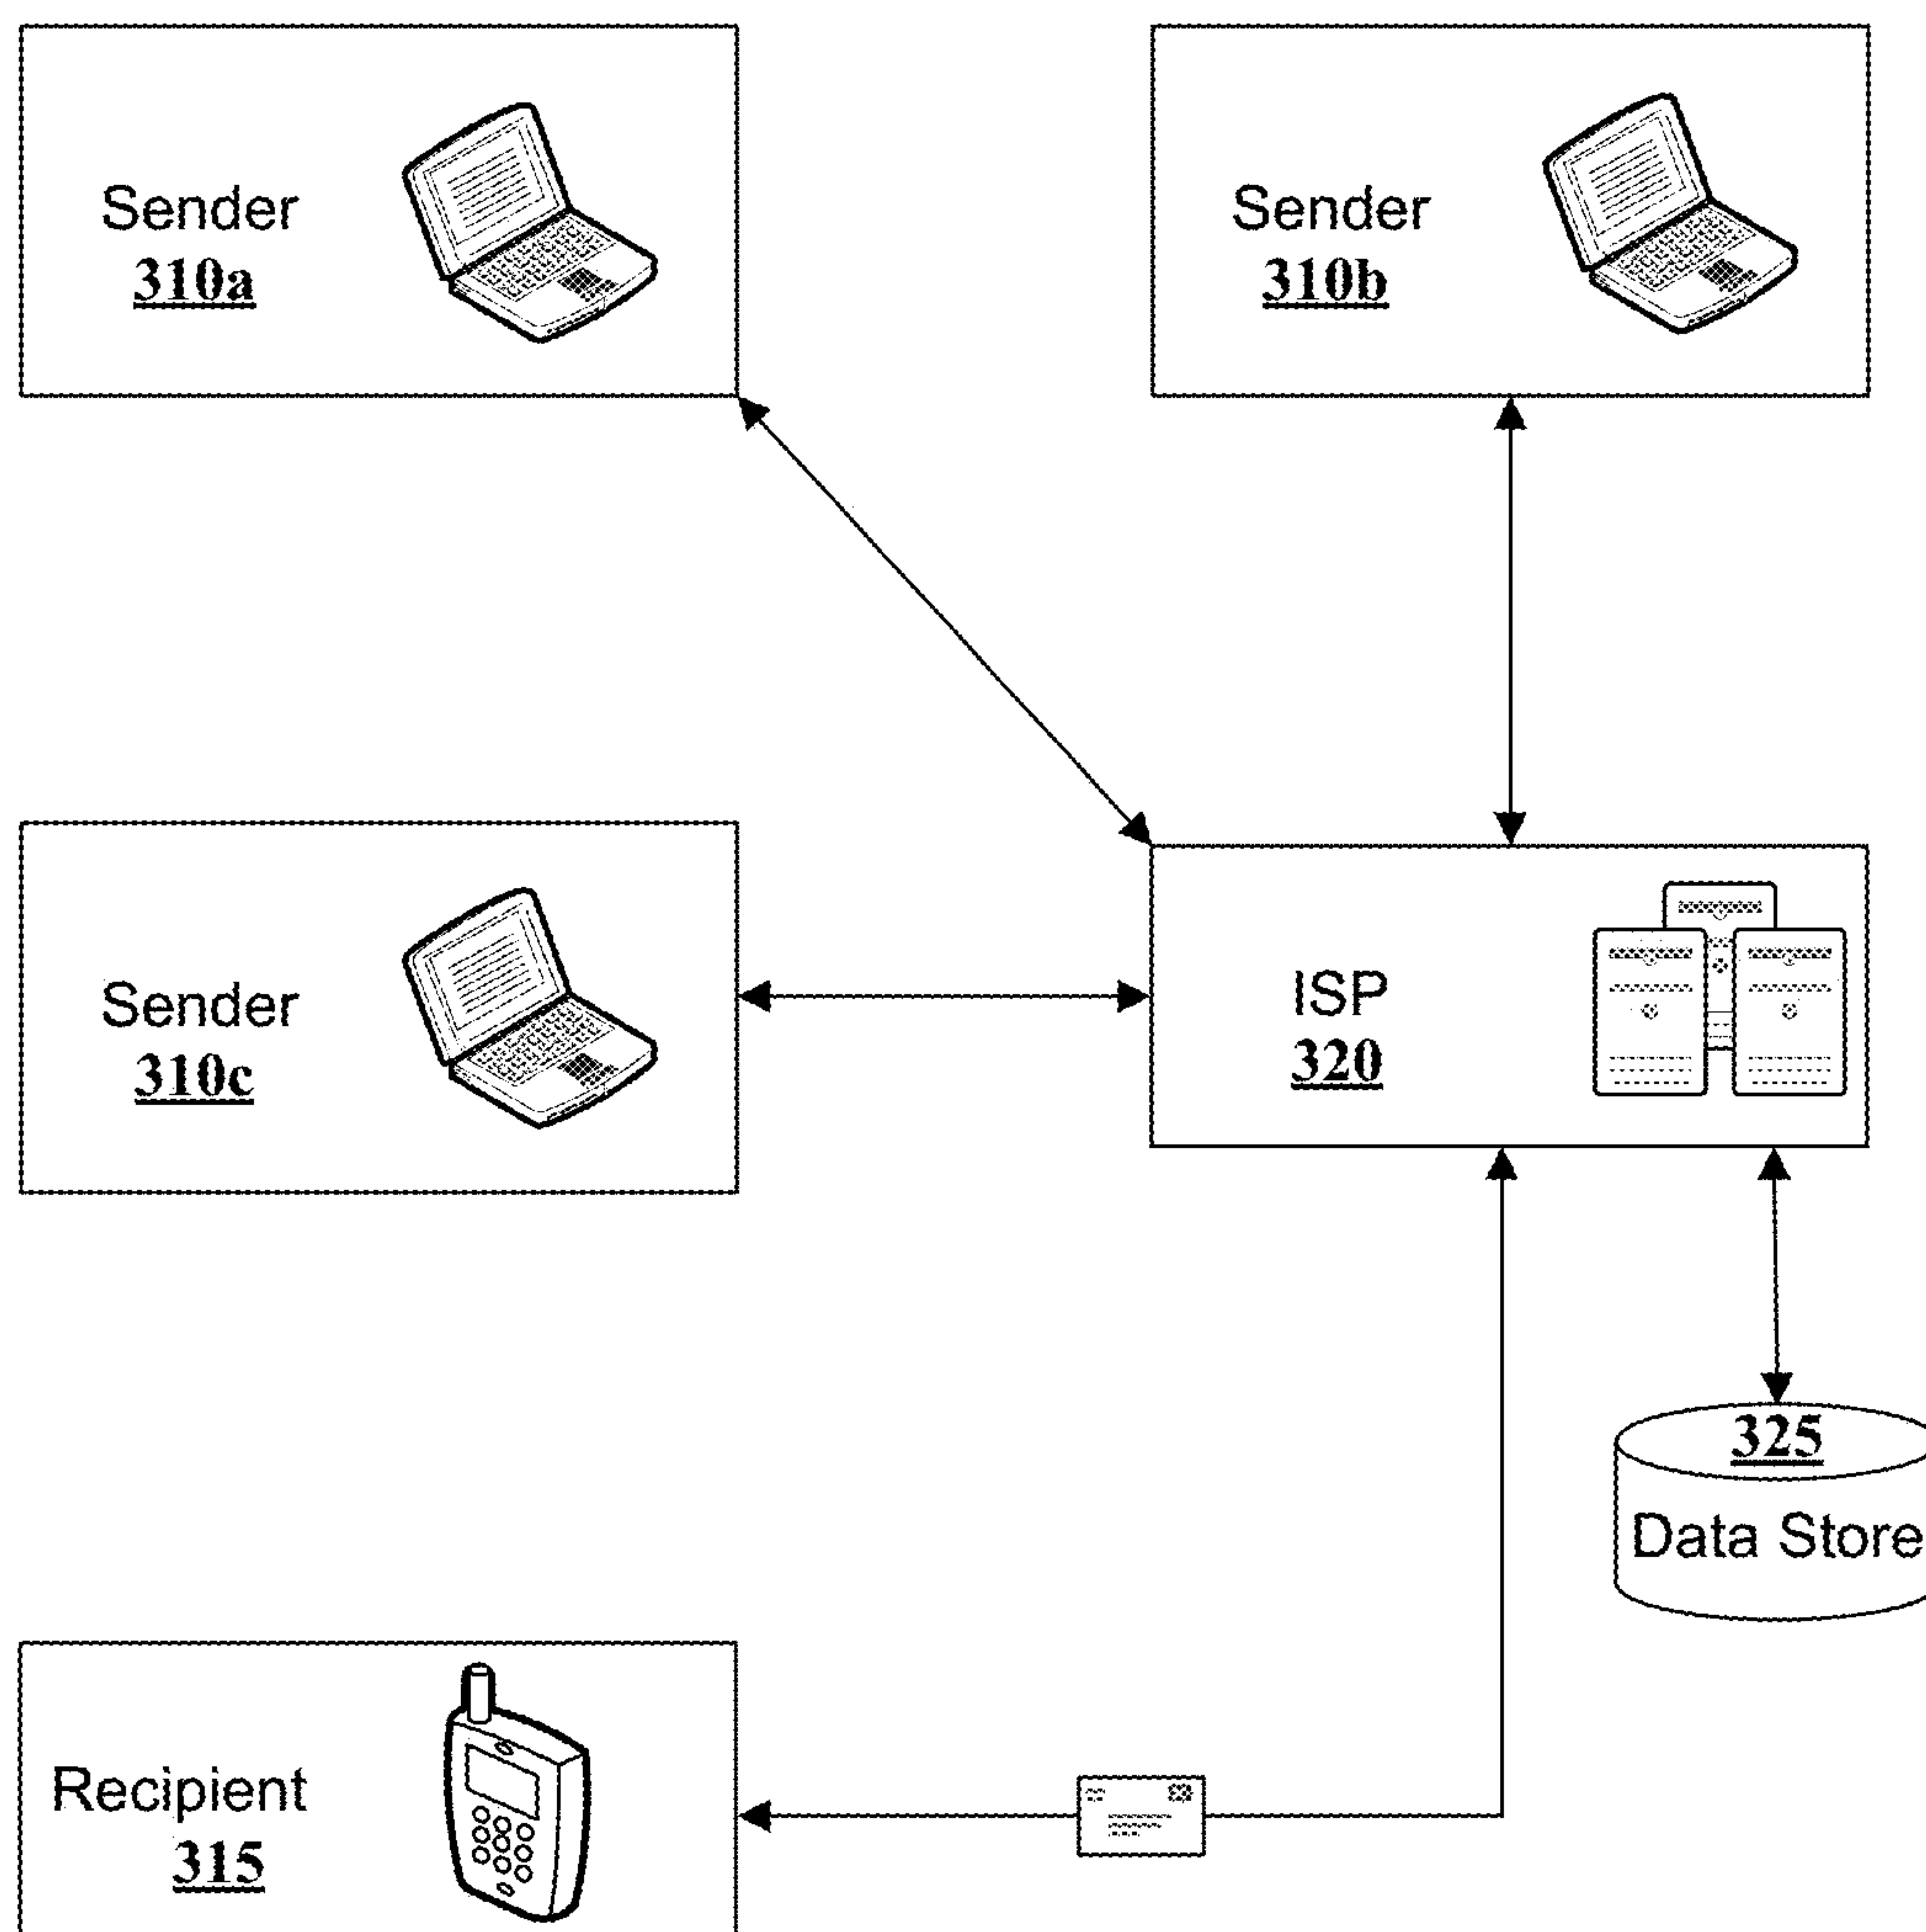 Sender
310a
Sender
310b
Sender
310c
ISP
320
325
Data Store
Recipient
315